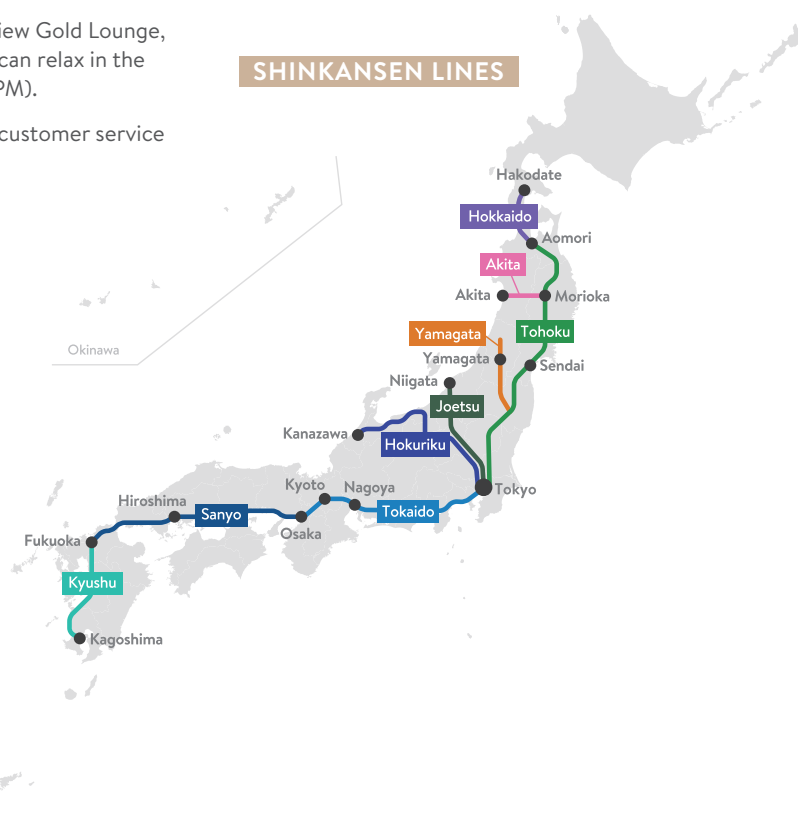 iew Gold Lounge,
can relax in the
PM).
customer service
SHINKANSEN LINES
Hakodate
Hokkaido
Aomori
Akita
Akita
Morioka
Yamagata
Tohoku
Yamagata
Sendai
Okinawa
Niigata
Joetsu
Kanazawa
Hokuriku
Kyoto
Nagoya
Tokyo
Hiroshima
Sanyo
Tokaido
Osaka
Fukuoka
Kyushu
Kagoshima